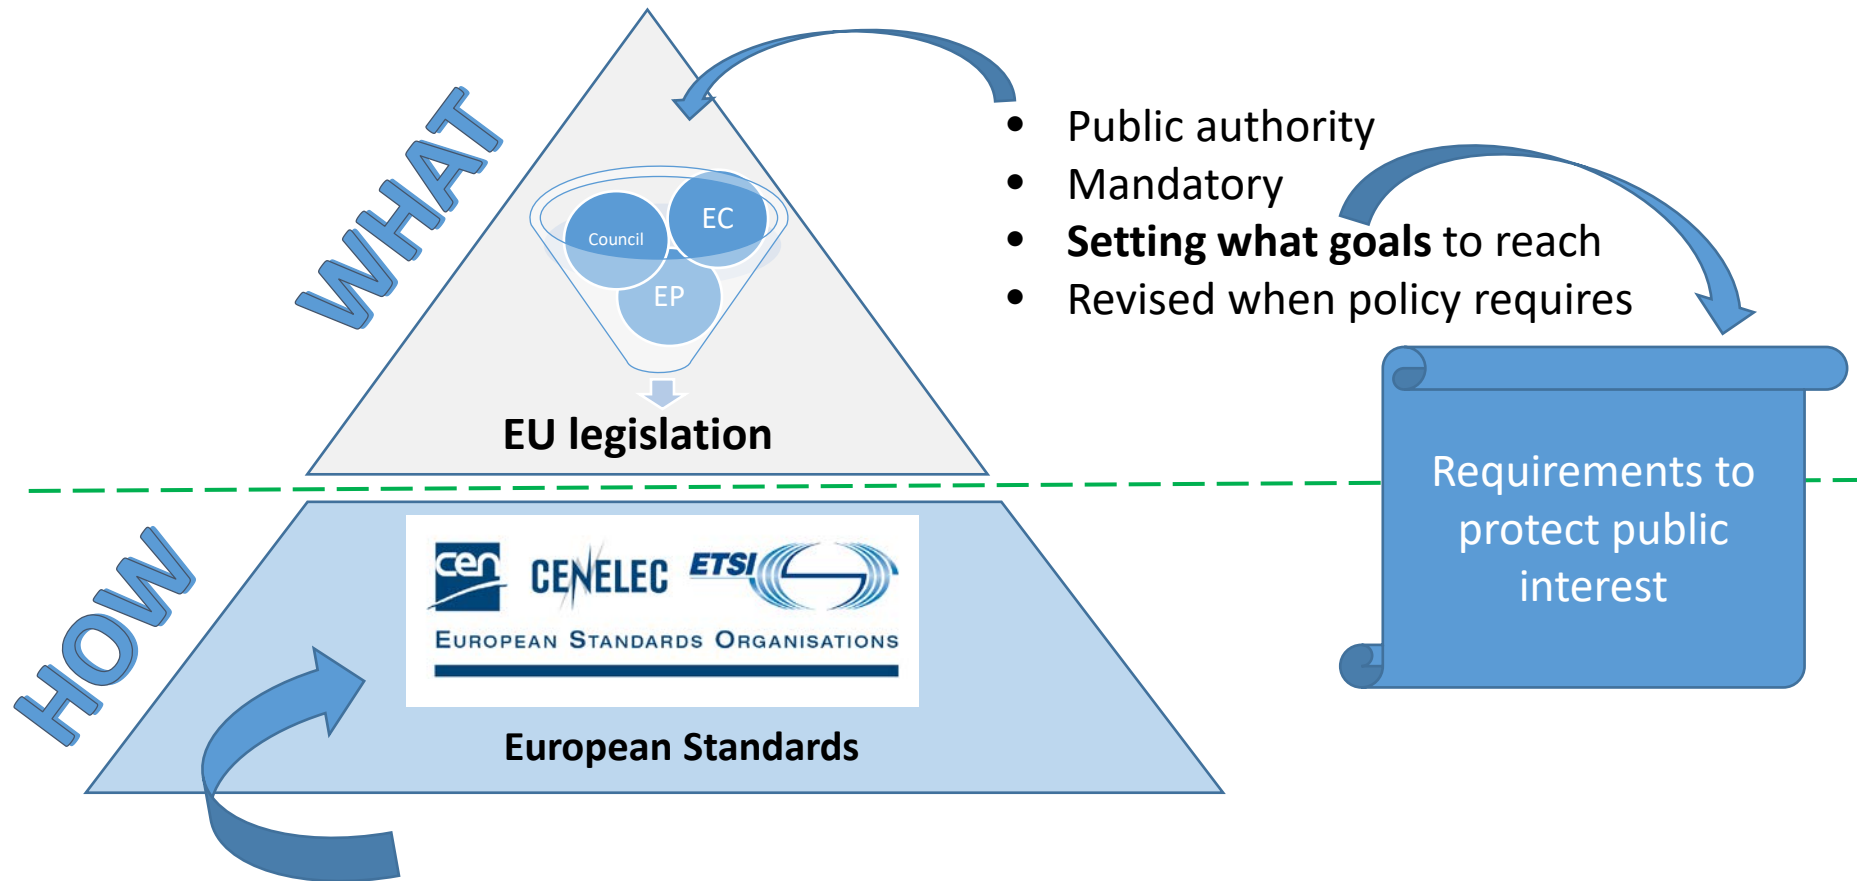 WHAT
Council
EC
EP
EU legislation
• Public authority
• Mandatory
• Setting what goals to reach
• Revised when policy requires
Requirements to
protect public
interest
HOW
cen
CENELEC
ETSI
EUROPEAN STANDARDS ORGANISATIONS
European Standards